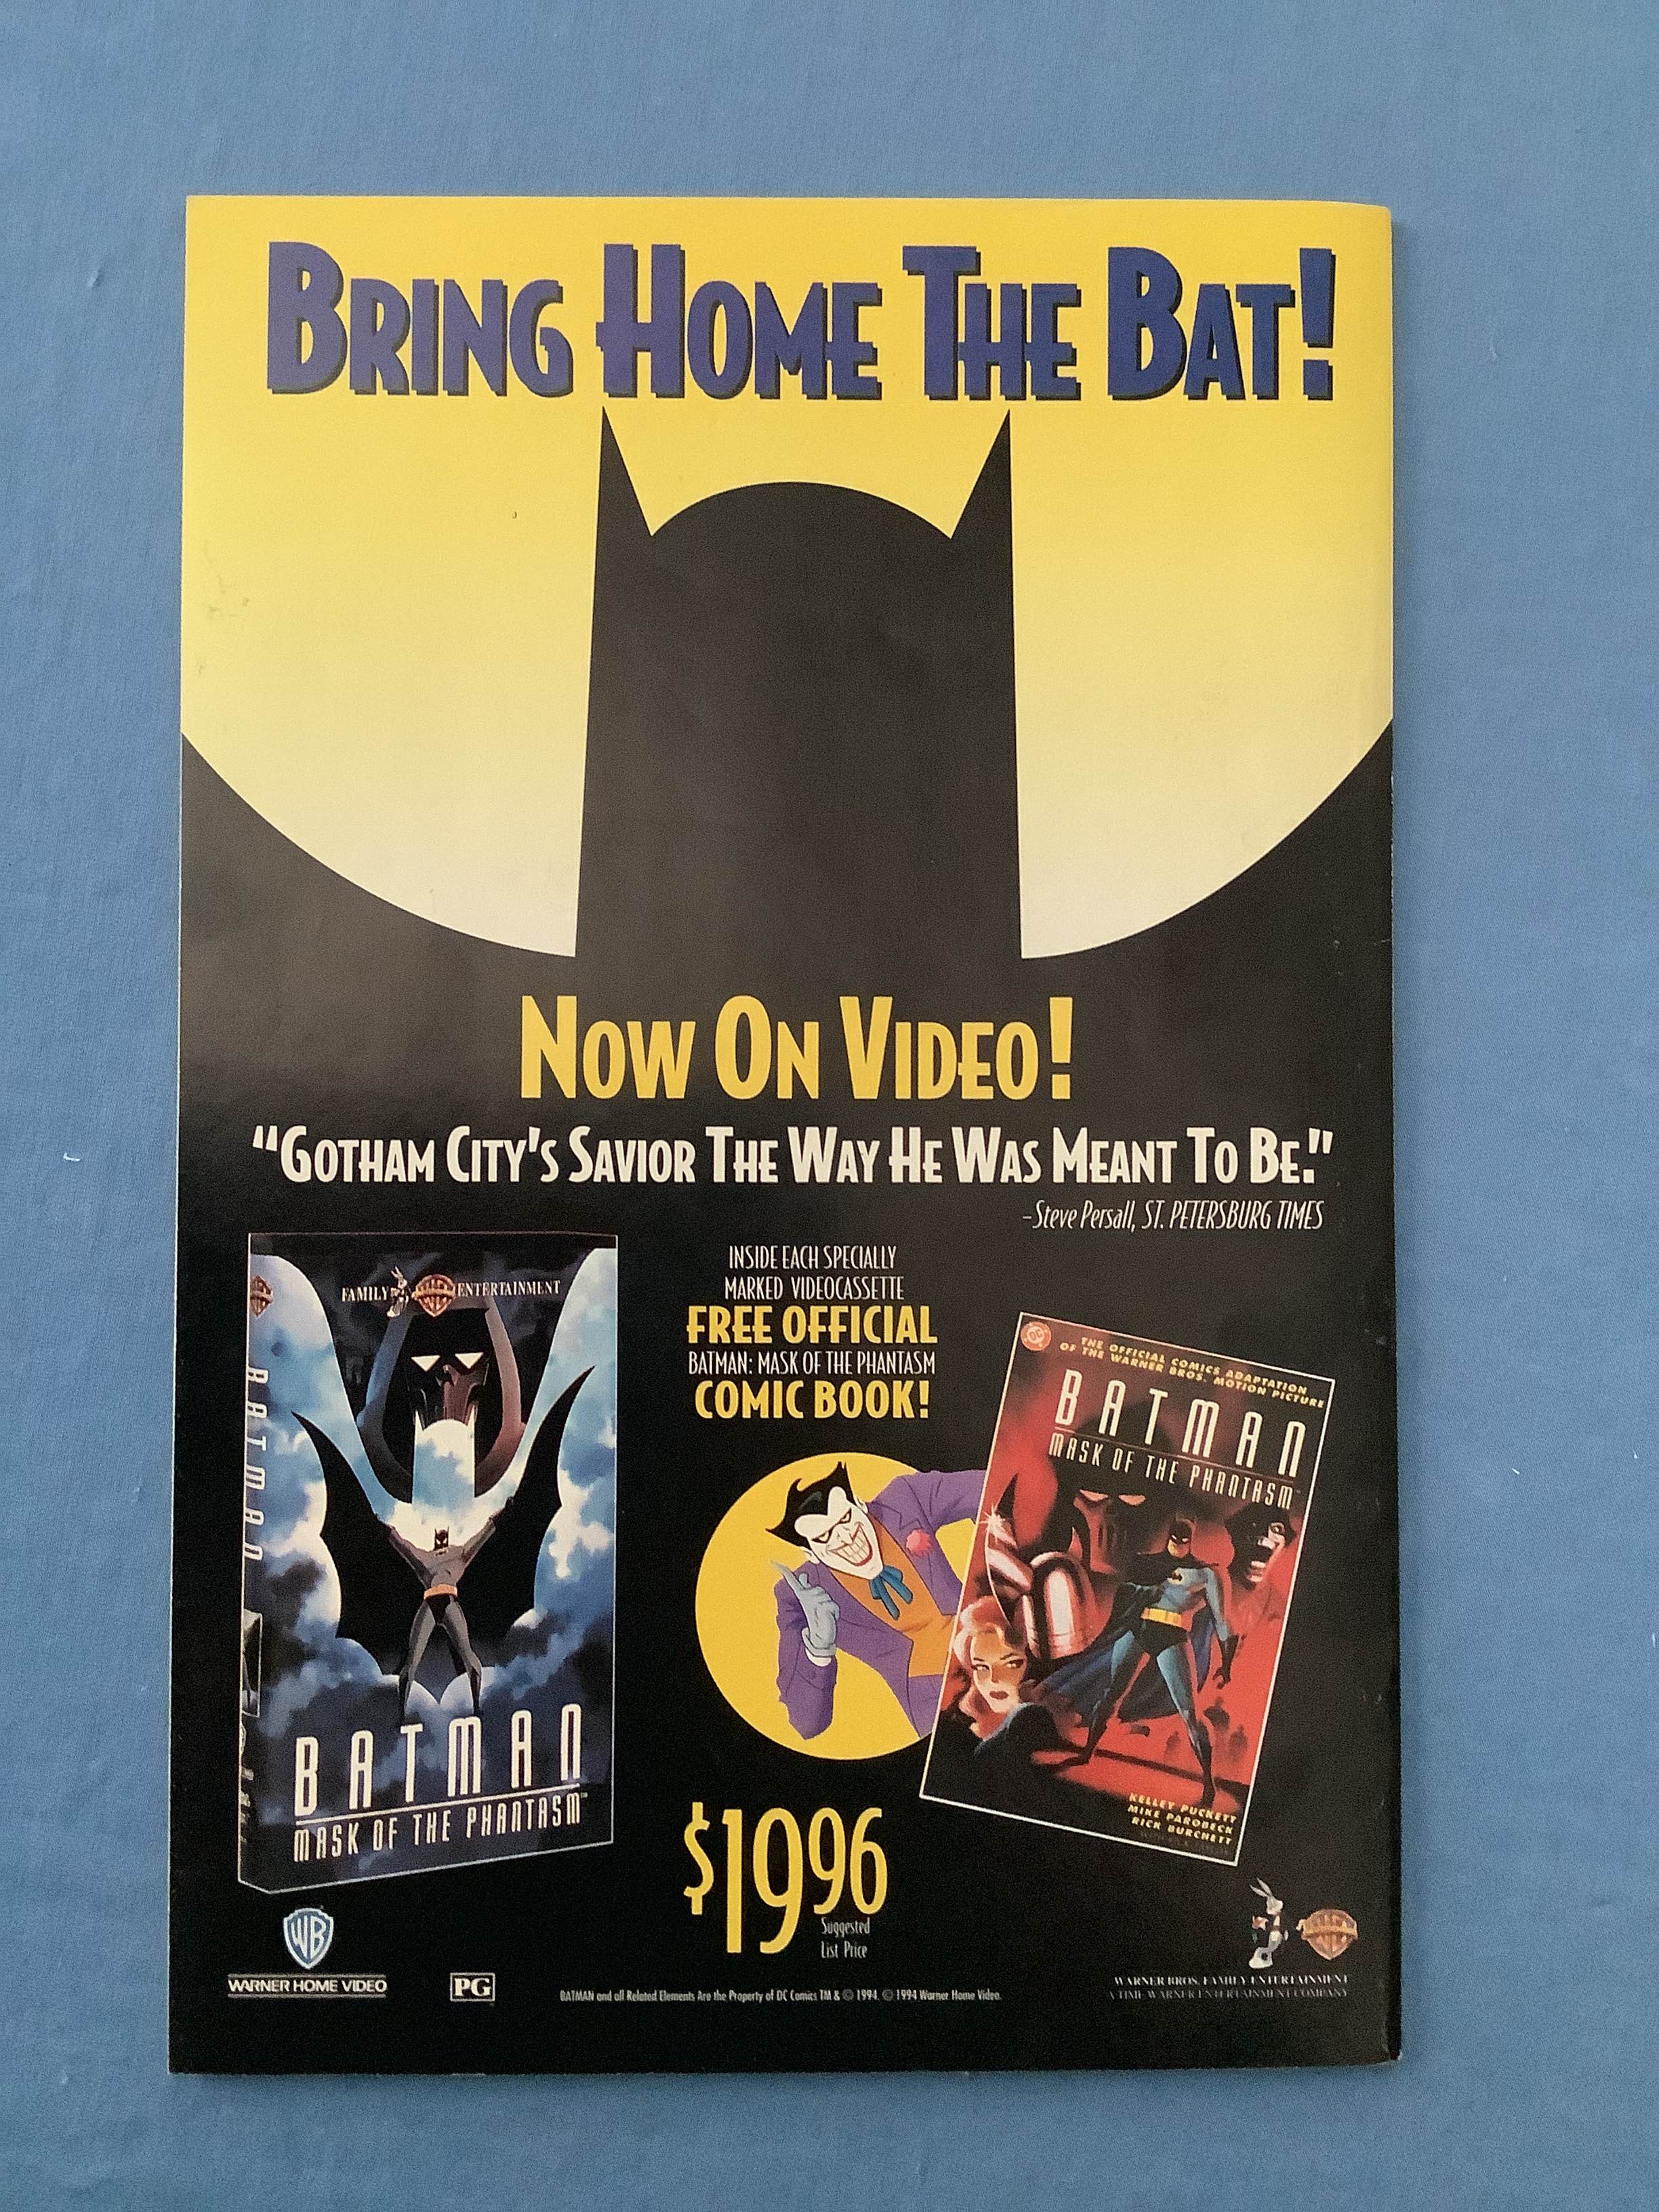 BRING HOME THE BAT!
NOW ON VIDEO!
"GOTHAM CITY'S SAVIOR THE WAY HE WAS MEANT TO BE."
-Steve Persall, ST. PETERSBURG TIMES
INSIDE EACH SPECIALLY
MARKED VIDEOCASSETTE
FREE OFFICIAL
BATMAN: MASK OF THE PHANTASM
COMIC BOOK!
FAMILY ENTERTAINMENT
BATMAN
BATMAN
MASK OF THE PHANTASM™
DC
THE OFFICIAL COMICS ADAPTATION
OF THE WARNER BROS. MOTION PICTURE
BATMAN
MASK OF THE PHANTASM™
KELLEY PUCKETT
MIKE PAROBECK
RICK BURCHETT
$1996
Suggested
List Price
WB
WARNER HOME VIDEO
PG
BATMAN and all Related Elements Are the Property of DC Comics TM & © 1994. © 1994 Warner Home Video.
WARNER BROS. FAMILY ENTERTAINMENT
A TIME WARNER ENTERTAINMENT COMPANY